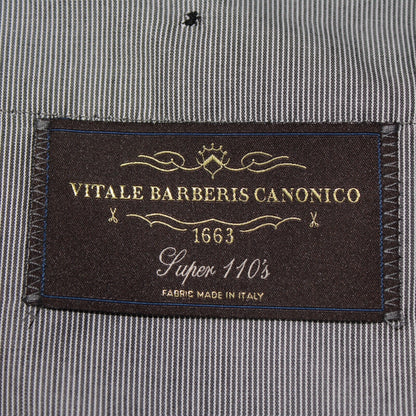 VITALE BARBERIS CANONICO
1663
Super 110's
FABRIC MADE IN ITALY